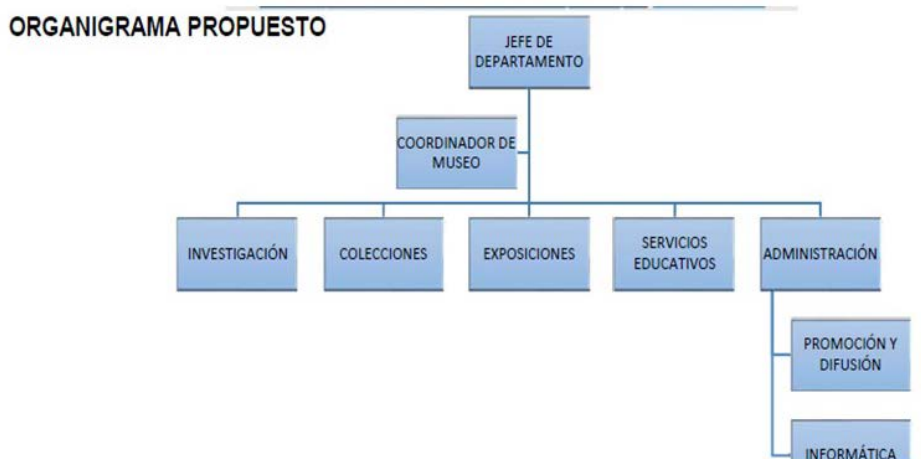 ORGANIGRAMA PROPUESTO
JEFE DE
DEPARTAMENTO
COORDINADOR DE
MUSEO
INVESTIGACIÓN
COLECCIONES
EXPOSICIONES
SERVICIOS
EDUCATIVOS
ADMINISTRACIÓN
PROMOCIÓN Y
DIFUSIÓN
INFORMÁTICA